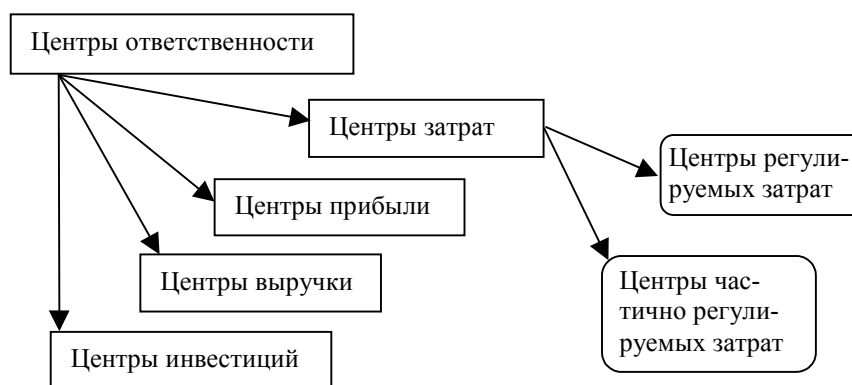 Центры ответственности
Центры затрат
Центры регули-
руемых затрат
Центры прибыли
Центры выручки
Центры час-
тично регули-
руемых затрат
Центры инвестиций